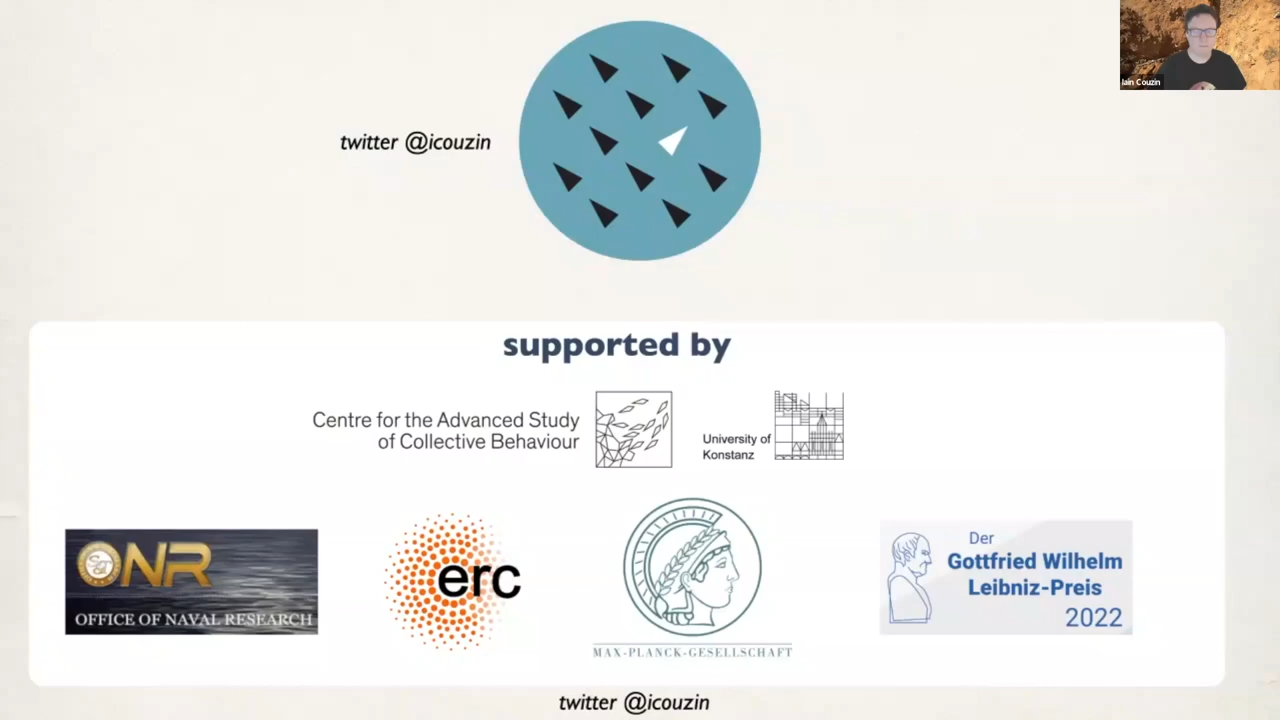 Iain Couzin
twitter @icouzin
supported by
Centre for the Advanced Study
of Collective Behaviour
University of
Konstanz
ONR
OFFICE OF NAVAL RESEARCH
erc
MAX-PLANCK-GESELLSCHAFT
Der
Gottfried Wilhelm
Leibniz-Preis
2022
twitter @icouzin